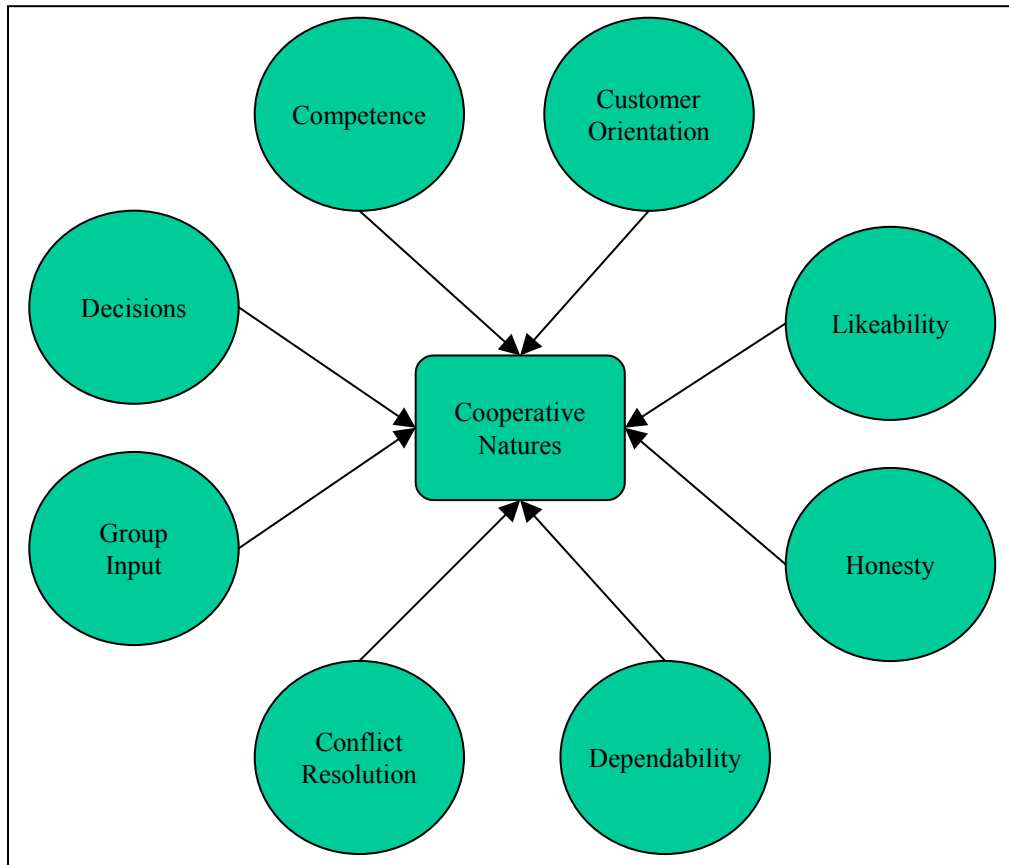 Competence
Customer
Orientation
Decisions
Likeability
Cooperative
Natures
Group
Input
Honesty
Conflict
Resolution
Dependability